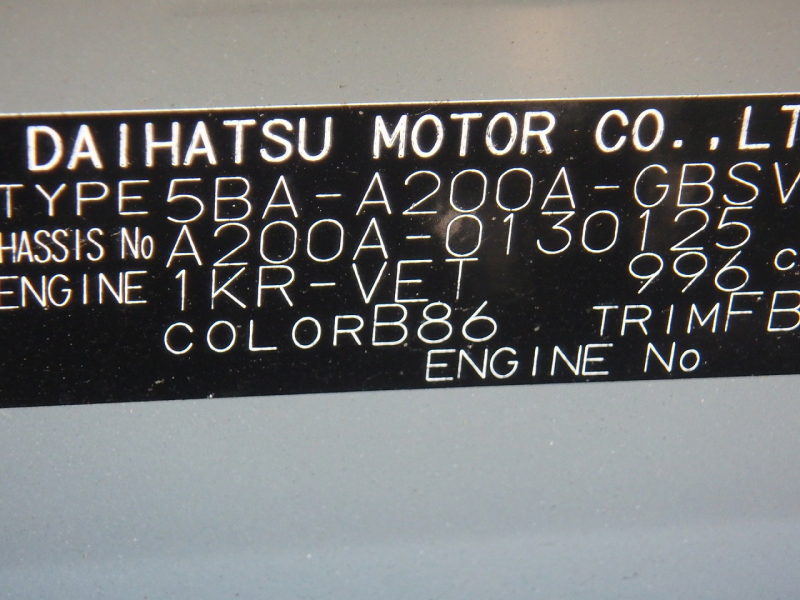 DAIHATSU MOTOR CO.,LT
TYPE 5BA-A200A-GBSV
HASSIS No A200A-0130125
ENGINE 1KR-VET 996 c
COLOR B86 TRIM FB
ENGINE No